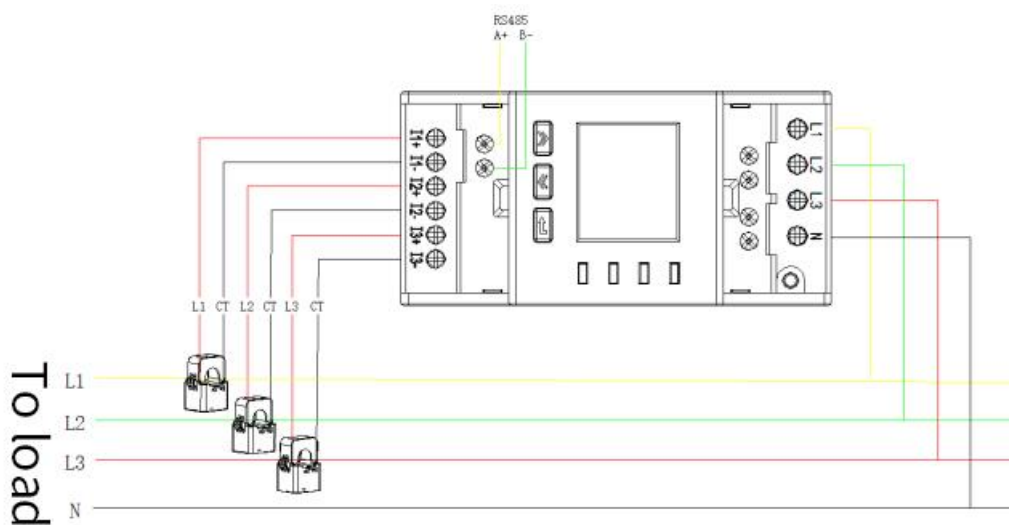 RS485
A+ B-
I1+
I1-
I2+
I2-
I3+
I3-
L1
L2
L3
N
L1 CT L2 CT L3 CT
To load
L1
L2
L3
N